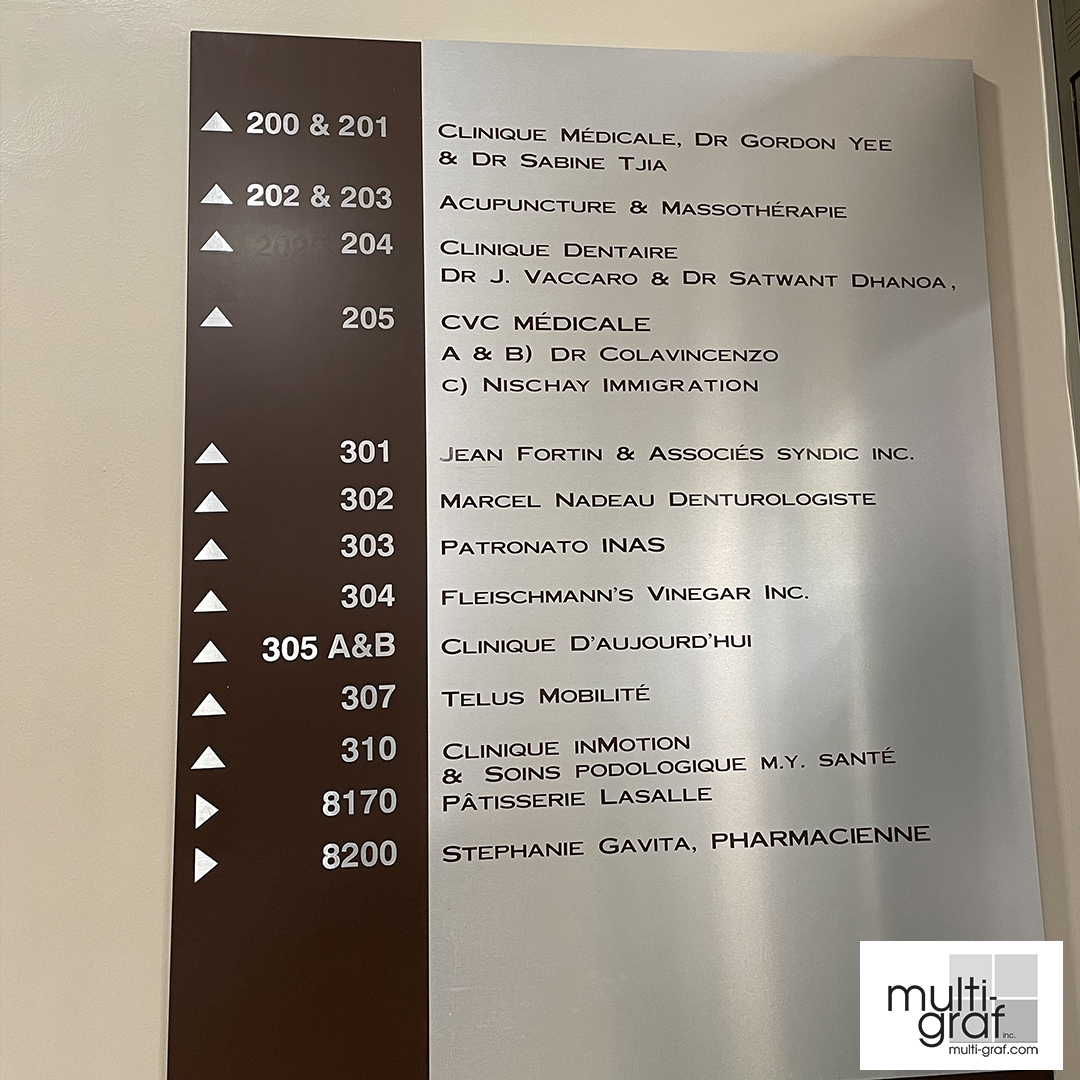 200 & 201 CLINIQUE MÉDICALE, DR GORDON YEE
& DR SABINE TJIA
202 & 203 ACUPUNCTURE & MASSOTHÉRAPIE
204 CLINIQUE DENTAIRE
DR J. VACCARO & DR SATWANT DHANOA,
205 CVC MÉDICALE
A & B) DR COLAVINCENZO
C) NISCHAY IMMIGRATION
301 JEAN FORTIN & ASSOCIÉS SYNDIC INC.
302 MARCEL NADEAU DENTUROLOGISTE
303 PATRONATO INAS
304 FLEISCHMANN'S VINEGAR INC.
305 A&B CLINIQUE D'AUJOURD'HUI
307 TELUS MOBILITÉ
310 CLINIQUE INMOTION
& SOINS PODOLOGIQUE M.Y. SANTÉ
8170 PÂTISSERIE LASALLE
8200 STEPHANIE GAVITA, PHARMACIENNE
multi-
graf inc.
multi-graf.com